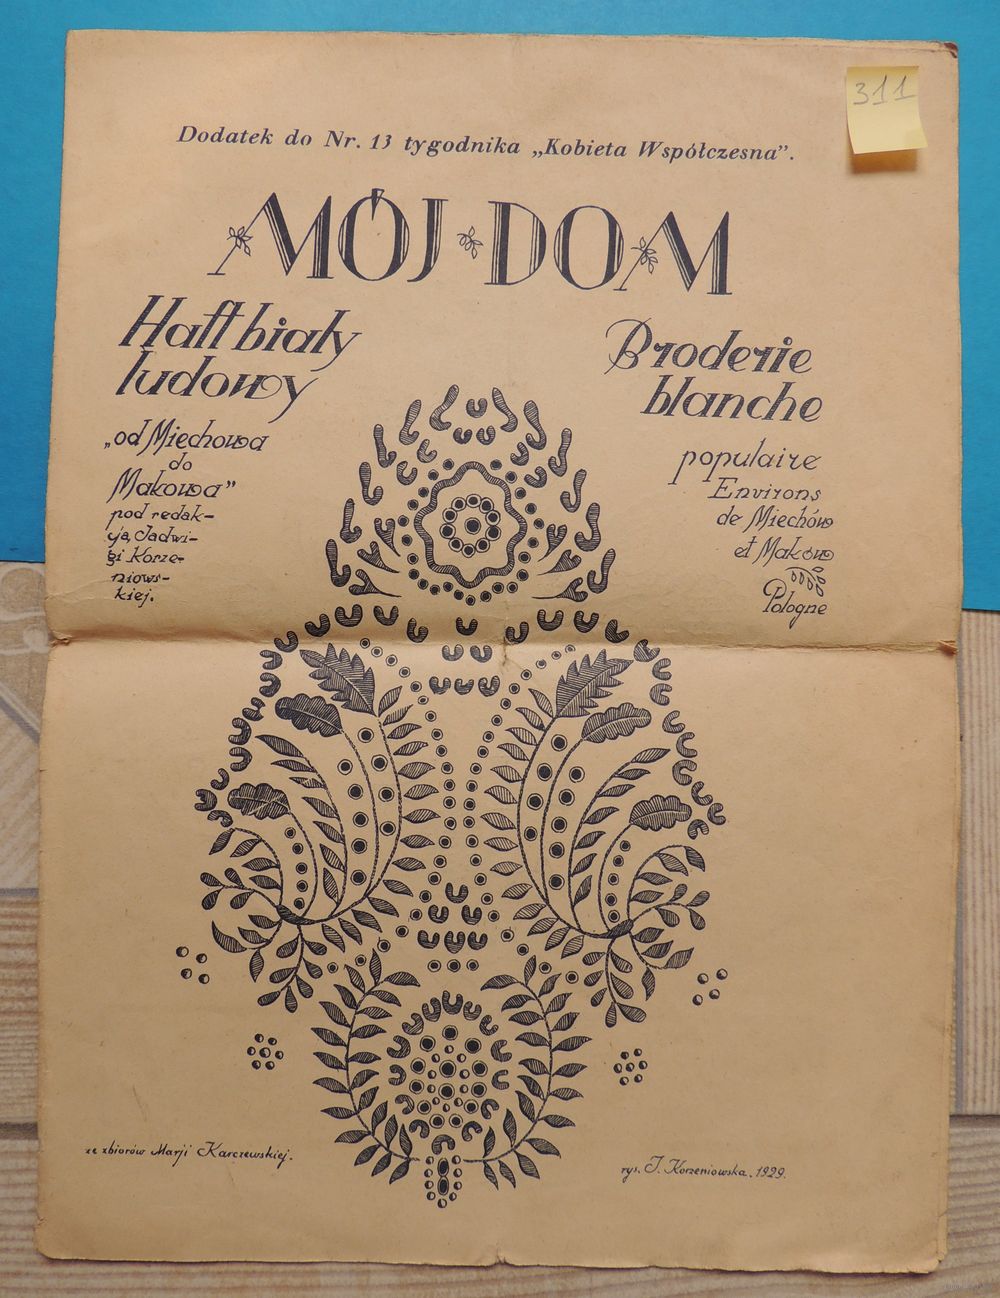 311
Dodatek do Nr. 13 tygodnika „Kobieta Współczesna”.
MÓJ DOM
Haft biały
ludowy
„od Miechowa
do
Makowa”
pod redak-
cją Jadwi-
gi Korze-
niows-
kiej.
Broderie
blanche
populaire
Environs
de Miechów
et Maków
Pologne
ze zbiorów Marji Karczewskiej.
rys. J. Korzeniowska. 1929.